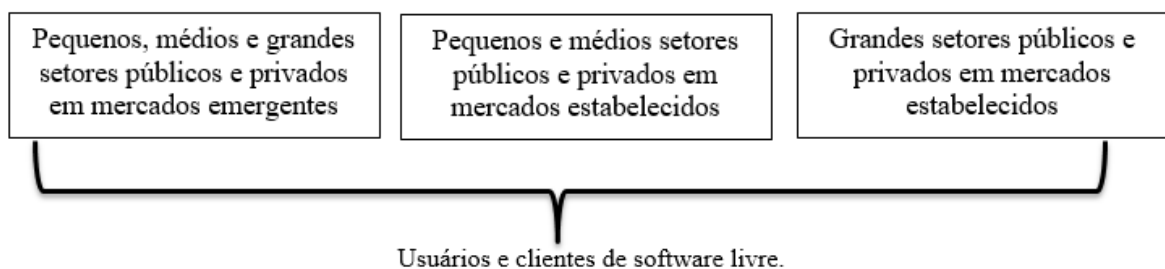 Pequenos, médios e grandes
setores públicos e privados
em mercados emergentes
Pequenos e médios setores
públicos e privados em
mercados estabelecidos
Grandes setores públicos e
privados em mercados
estabelecidos
Usuários e clientes de software livre.